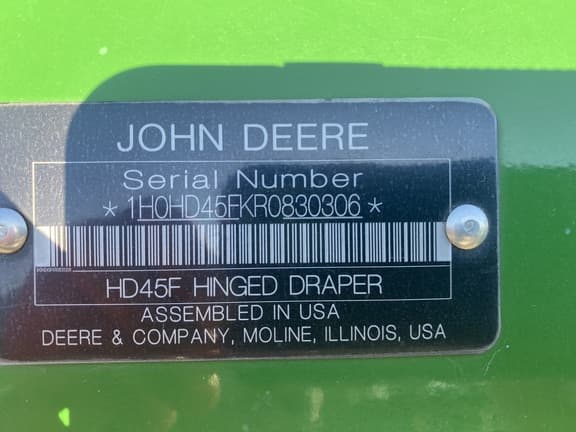 JOHN DEERE
Serial Number
*1H0HD45FKR0830306*
HD45F HINGED DRAPER
ASSEMBLED IN USA
DEERE & COMPANY, MOLINE, ILLINOIS, USA